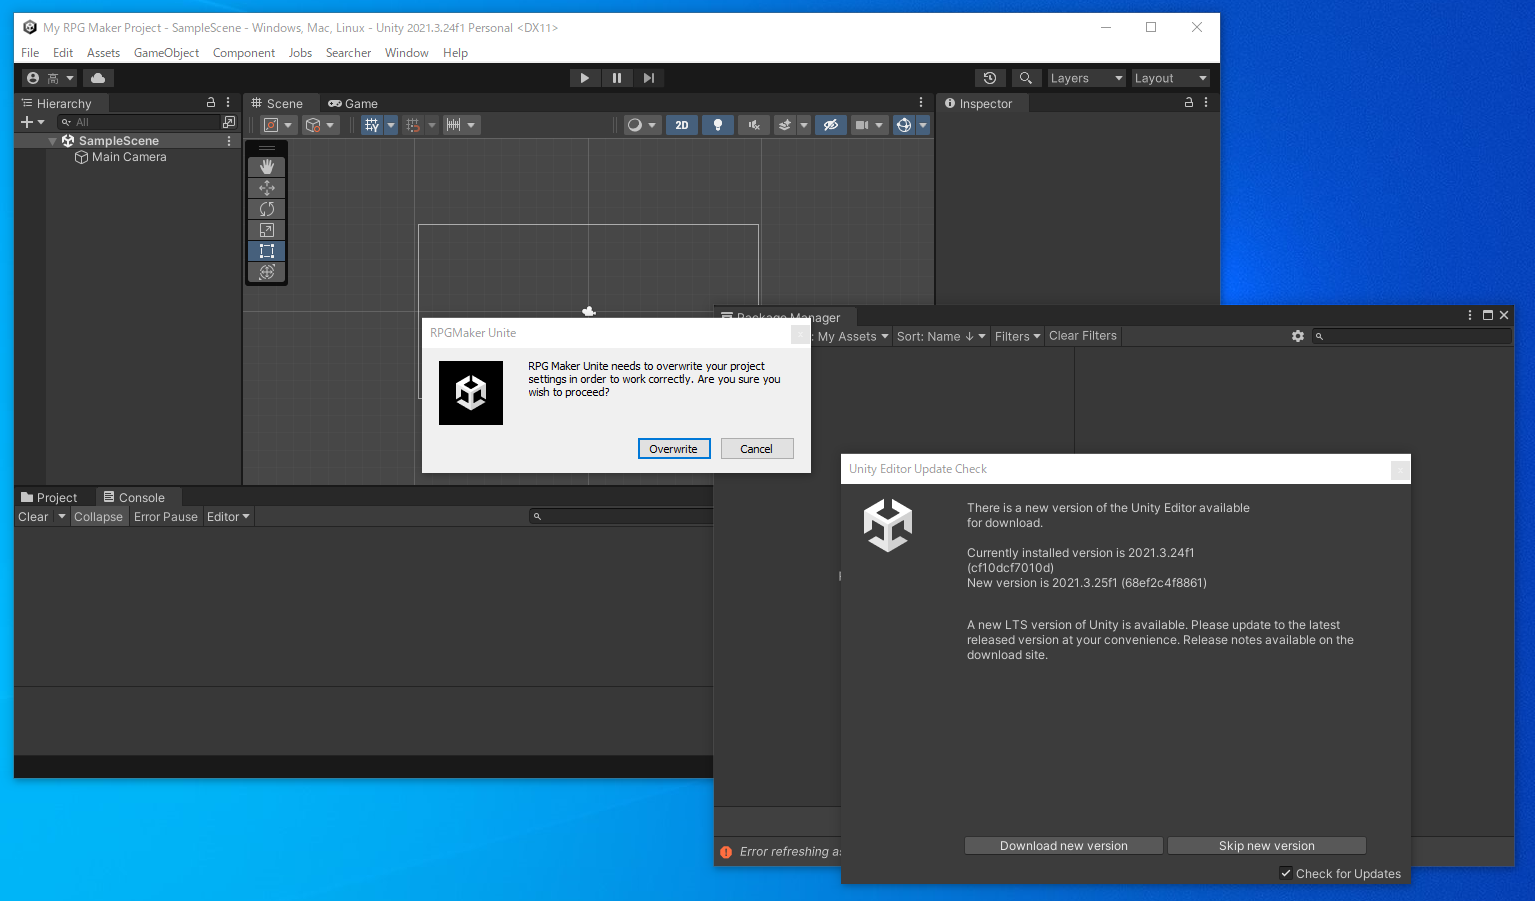 My RPG Maker Project - SampleScene - Windows, Mac, Linux - Unity 2021.3.24f1 Personal <DX11>
File Edit Assets GameObject Component Jobs Searcher Window Help
高
Layers
Layout
Hierarchy
Scene
Game
Inspector
All
2D
SampleScene
Main Camera
Package Manager
: My Assets
Sort: Name ↓
Filters
Clear Filters
RPGMaker Unite
RPG Maker Unite needs to overwrite your project
settings in order to work correctly. Are you sure you
wish to proceed?
Overwrite
Cancel
Unity Editor Update Check
There is a new version of the Unity Editor available
for download.
Currently installed version is 2021.3.24f1
(cf10dcf7010d)
New version is 2021.3.25f1 (68ef2c4f8861)
A new LTS version of Unity is available. Please update to the latest
released version at your convenience. Release notes available on the
download site.
Download new version
Skip new version
Check for Updates
Project
Console
Clear
Collapse
Error Pause
Editor
Error refreshing